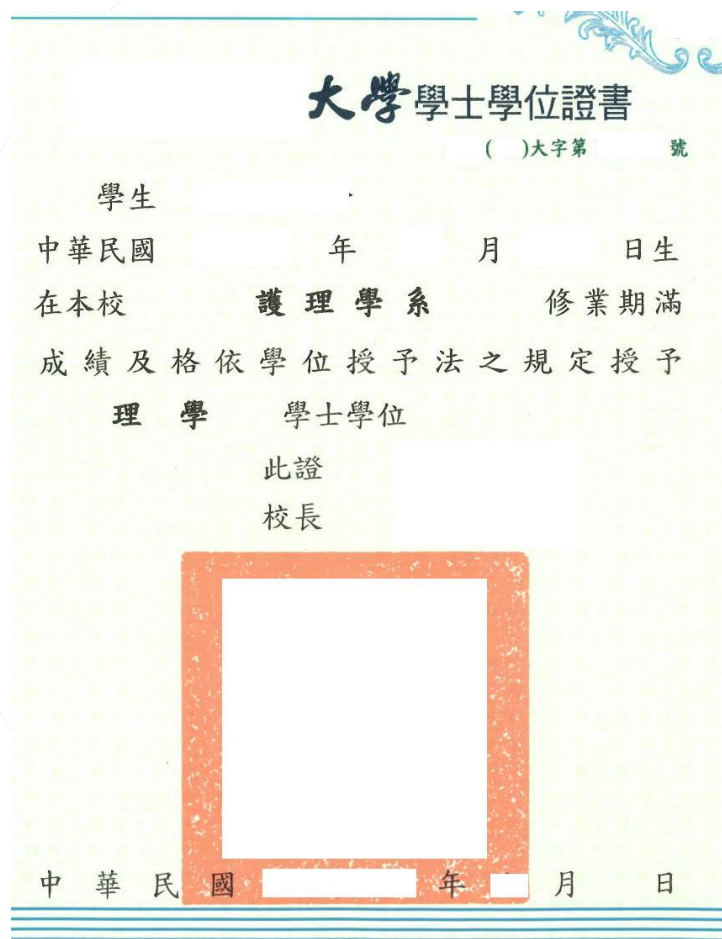 大學學士學位證書
( )大字第 號
學生
中華民國 年 月 日生
在本校 護理學系 修業期滿
成績及格依學位授予法之規定授予
理學 學士學位
此證
校長
中華民國 年 月 日